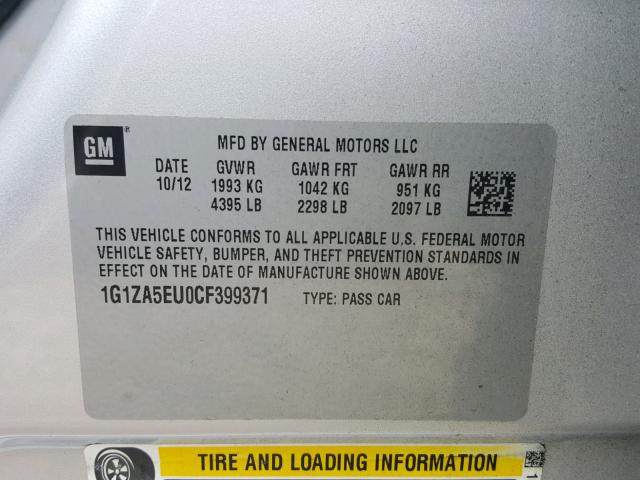 GM ®
MFD BY GENERAL MOTORS LLC
DATE GVWR GAWR FRT GAWR RR
10/12 1993 KG 1042 KG 951 KG
4395 LB 2298 LB 2097 LB
THIS VEHICLE CONFORMS TO ALL APPLICABLE U.S. FEDERAL MOTOR
VEHICLE SAFETY, BUMPER, AND THEFT PREVENTION STANDARDS IN
EFFECT ON THE DATE OF MANUFACTURE SHOWN ABOVE.
1G1ZA5EU0CF399371 TYPE: PASS CAR
TIRE AND LOADING INFORMATION